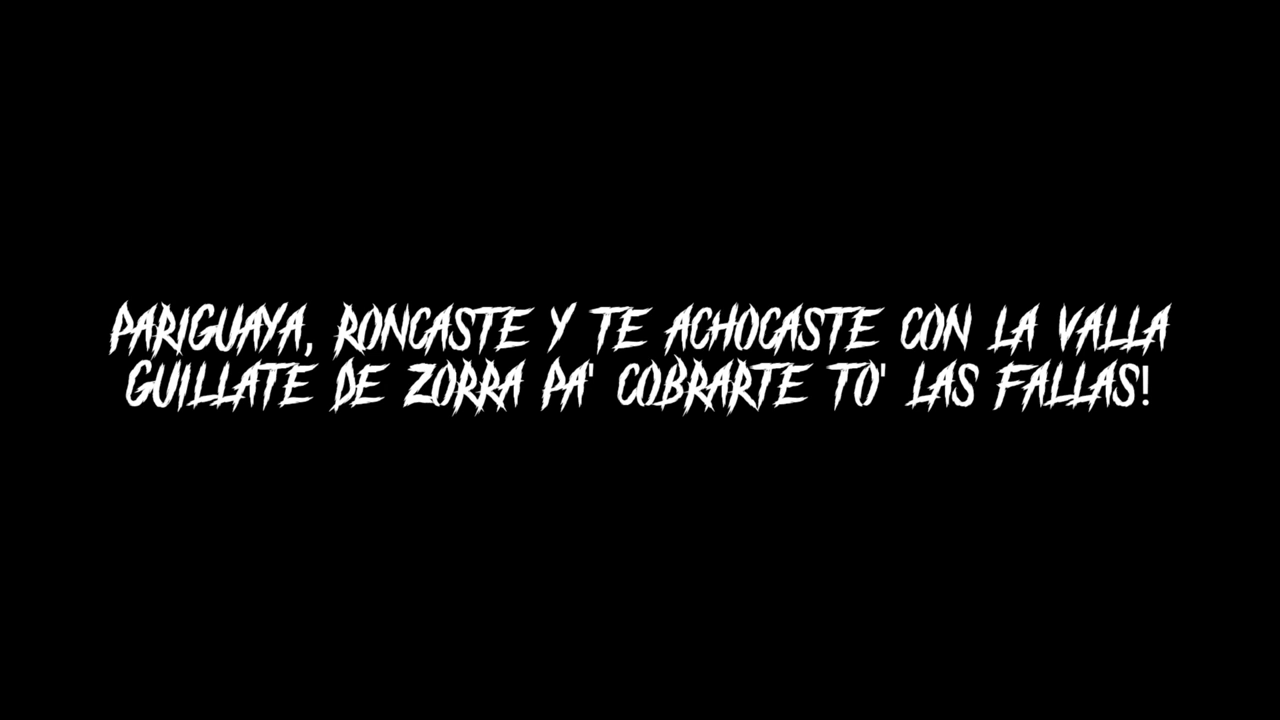 PARIGUAYA, RONCASTE Y TE ACHOCASTE CON LA VALLA
GUILLATE DE ZORRA PA' COBRARTE TO' LAS FALLAS!